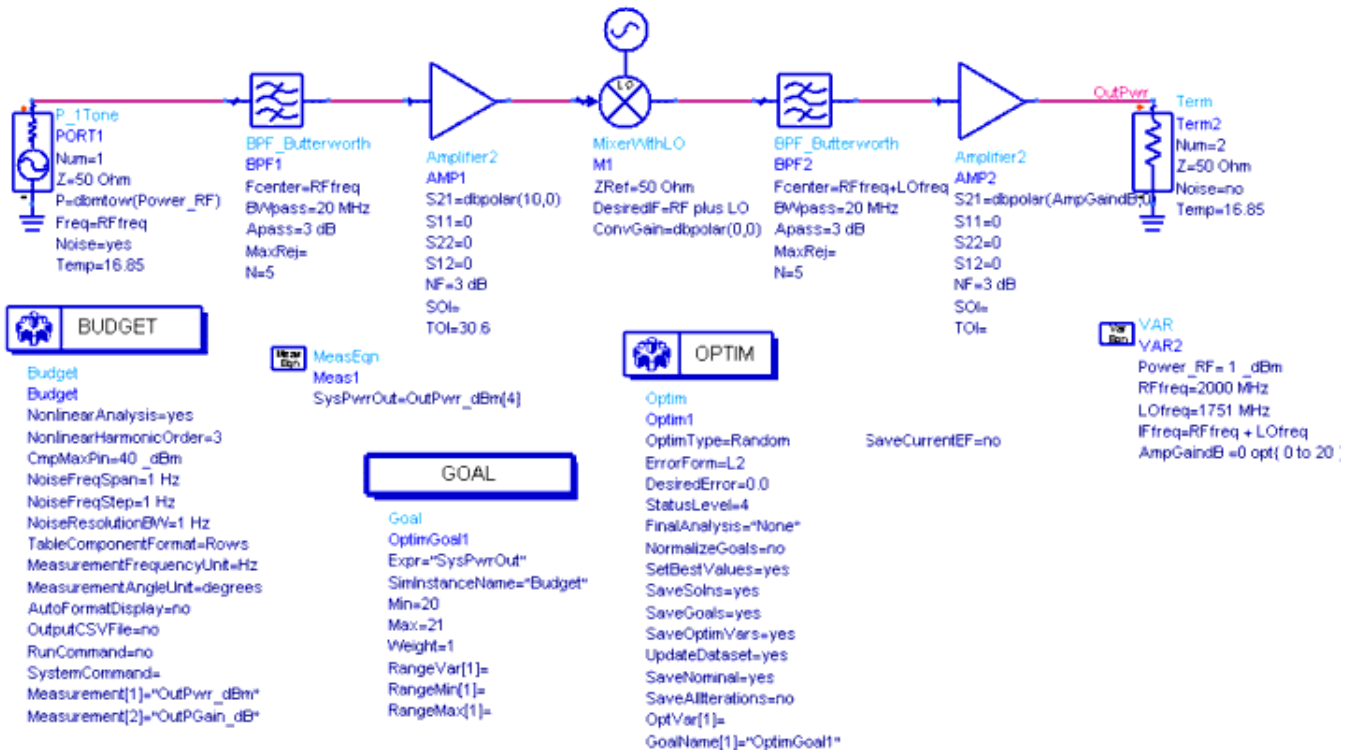 LO
OutPwr
P_1Tone
PORT1
Num=1
Z=50 Ohm
P=dbmtow(Power_RF)
Freq=RFfreq
Noise=yes
Temp=16.85
BPF_Butterworth
BPF1
Fcenter=RFfreq
BWpass=20 MHz
Apass=3 dB
MaxRej=
N=5
Amplifier2
AMP1
S21=dbpolar(10,0)
S11=0
S22=0
S12=0
NF=3 dB
SOI=
TOI=30.6
MixerWithLO
M1
ZRef=50 Ohm
DesiredIF=RF plus LO
ConvGain=dbpolar(0,0)
BPF_Butterworth
BPF2
Fcenter=RFfreq+LOfreq
BWpass=20 MHz
Apass=3 dB
MaxRej=
N=5
Amplifier2
AMP2
S21=dbpolar(AmpGaindB,0)
S11=0
S22=0
S12=0
NF=3 dB
SOI=
TOI=
Term
Term2
Num=2
Z=50 Ohm
Noise=no
Temp=16.85
BUDGET
Budget
Budget
NonlinearAnalysis=yes
NonlinearHarmonicOrder=3
CmpMaxPin=40 _dBm
NoiseFreqSpan=1 Hz
NoiseFreqStep=1 Hz
NoiseResolutionBW=1 Hz
TableComponentFormat=Rows
MeasurementFrequencyUnit=Hz
MeasurementAngleUnit=degrees
AutoFormatDisplay=no
OutputCSVFile=no
RunCommand=no
SystemCommand=
Measurement[1]="OutPwr_dBm"
Measurement[2]="OutPGain_dB"
Meas
Eqn
MeasEqn
Meas1
SysPwrOut=OutPwr_dBm[4]
GOAL
Goal
OptimGoal1
Expr="SysPwrOut"
SimInstanceName="Budget"
Min=20
Max=21
Weight=1
RangeVar[1]=
RangeMin[1]=
RangeMax[1]=
OPTIM
Optim
Optim1
OptimType=Random
ErrorForm=L2
DesiredError=0.0
StatusLevel=4
FinalAnalysis="None"
NormalizeGoals=no
SetBestValues=yes
SaveSolns=yes
SaveGoals=yes
SaveOptimVars=yes
UpdateDataset=yes
SaveNominal=yes
SaveAllIterations=no
OptVar[1]=
GoalName[1]="OptimGoal1"
SaveCurrentEF=no
Var
Eqn
VAR
VAR2
Power_RF= 1 _dBm
RFfreq=2000 MHz
LOfreq=1751 MHz
IFfreq=RFfreq + LOfreq
AmpGaindB =0 opt{ 0 to 20